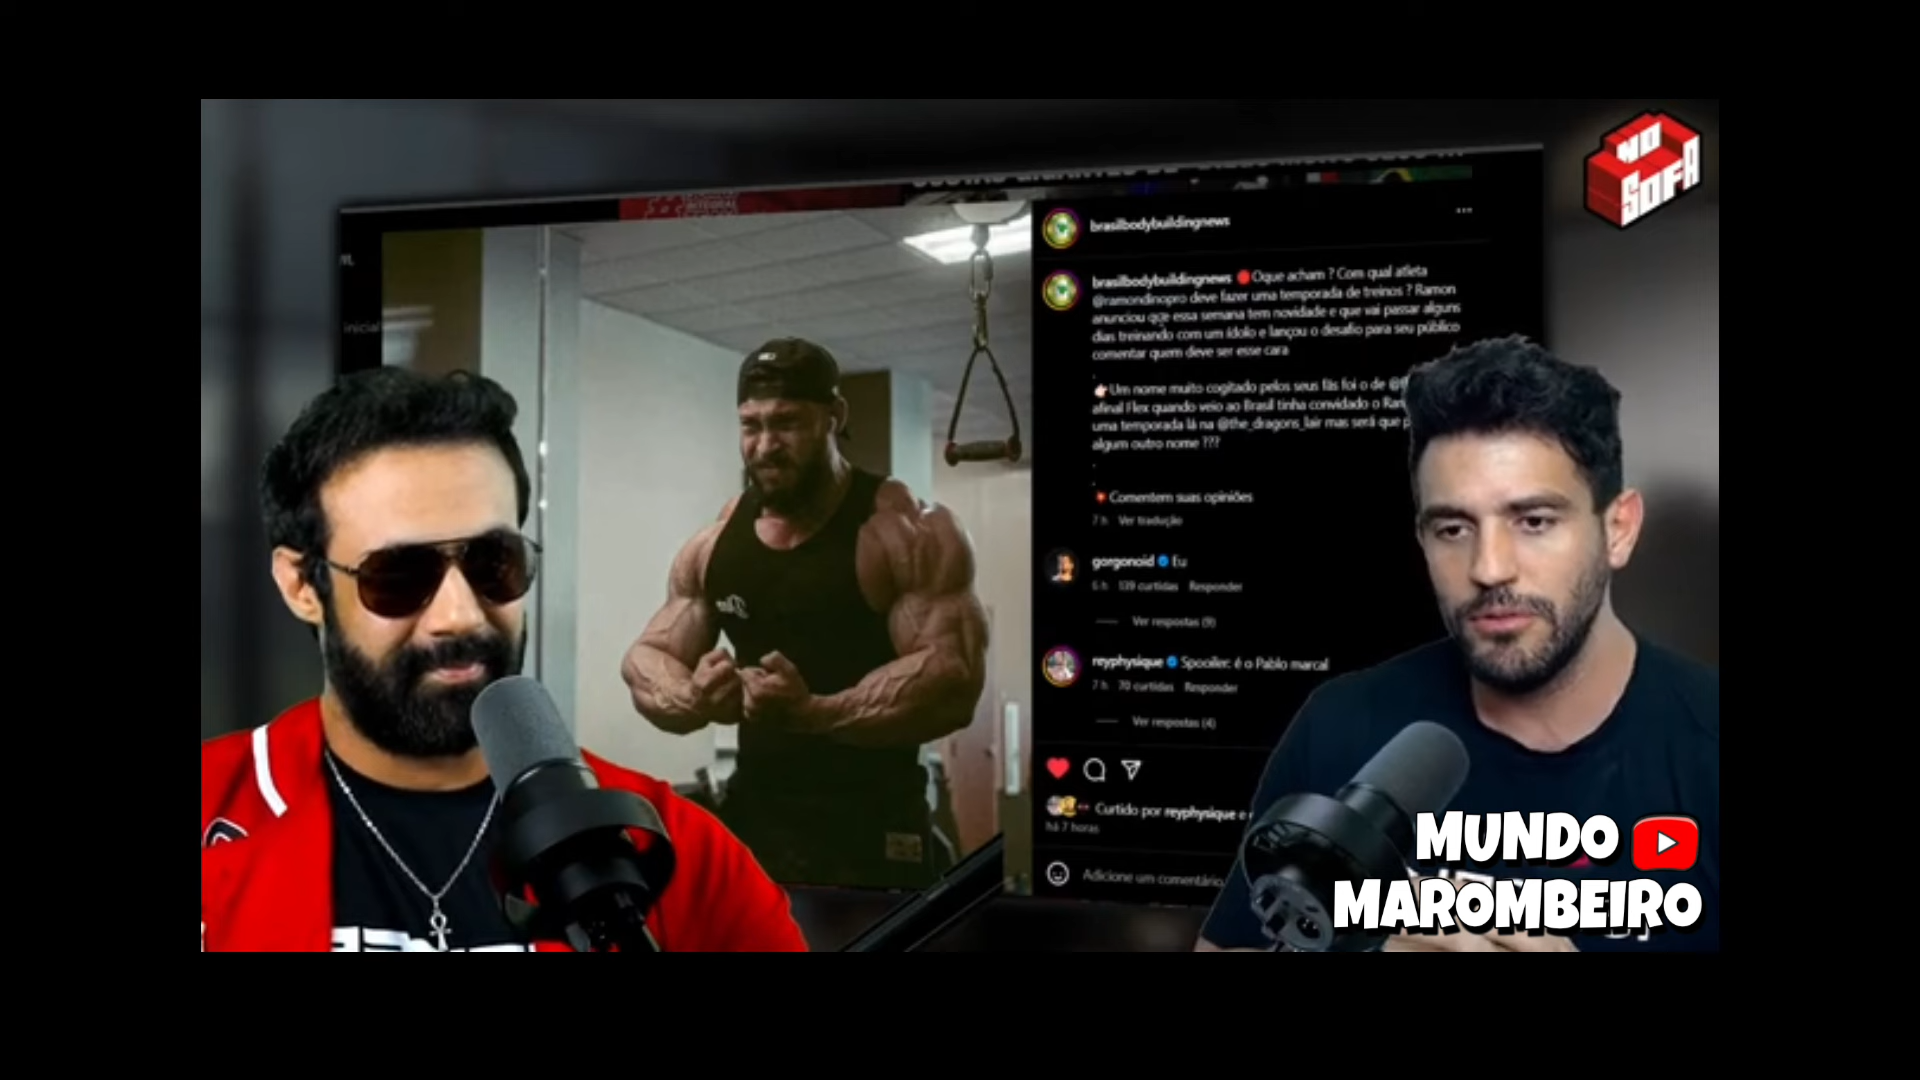 NO
SOFA
INTEGRAL
inicial
brasilbodybuildingnews
brasilbodybuildingnews Oque acham ? Com qual atleta
@ramondinopro deve fazer uma temporada de treinos ? Ramon
anunciou que essa semana tem novidade e que vai passar alguns
dias treinando com um ídolo e lançou o desafio para seu público
comentar quem deve ser esse cara
.
Um nome muito cogitado pelos seus fãs foi o de
afinal Flex quando veio ao Brasil tinha convidado o
uma temporada lá na @the_dragons_lair mas será que
algum outro nome ???
.
.
Comentem suas opiniões
7 h Ver tradução
gorgonoid Eu
6 h 139 curtidas Responder
Ver respostas (9)
reyphysique Spooiler: é o Pablo marcal
7 h 70 curtidas Responder
Ver respostas (4)
Curtido por reyphysique e
há 7 horas
Adicione um comentário
MUNDO
MAROMBEIRO